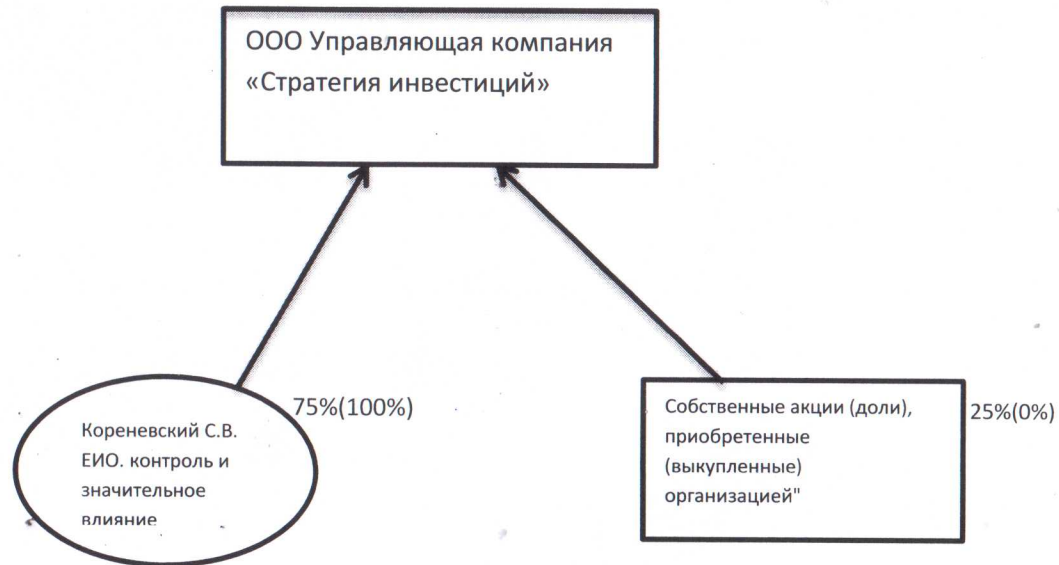 ООО Управляющая компания
«Стратегия инвестиций»
75%(100%)
Кореневский С.В.
ЕИО. контроль и
значительное
влияние
Собственные акции (доли),
приобретенные
(выкупленные)
организацией"
25%(0%)